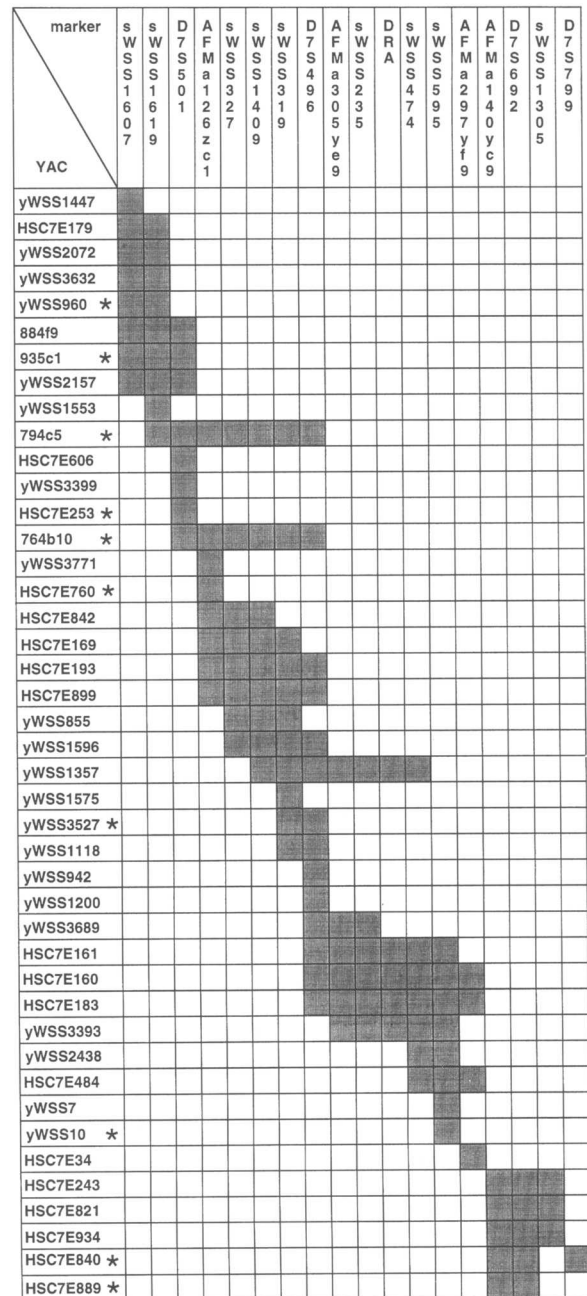 marker
sWSS1607
sWSS1619
D7S501
AFMa126zc1
sWSS327
sWSS1409
sWSS319
D7S496
AFMa305ye9
sWSS235
DRA
sWSS474
sWSS595
AFMa297yf9
AFMa140yc9
D7S692
sWSS1305
D7S799
YAC
yWSS1447
HSC7E179
yWSS2072
yWSS3632
yWSS960 *
884f9
935c1 *
yWSS2157
yWSS1553
794c5 *
HSC7E606
yWSS3399
HSC7E253 *
764b10 *
yWSS3771
HSC7E760 *
HSC7E842
HSC7E169
HSC7E193
HSC7E899
yWSS855
yWSS1596
yWSS1357
yWSS1575
yWSS3527 *
yWSS1118
yWSS942
yWSS1200
yWSS3689
HSC7E161
HSC7E160
HSC7E183
yWSS3393
yWSS2438
HSC7E484
yWSS7
yWSS10 *
HSC7E34
HSC7E243
HSC7E821
HSC7E934
HSC7E840 *
HSC7E889 *